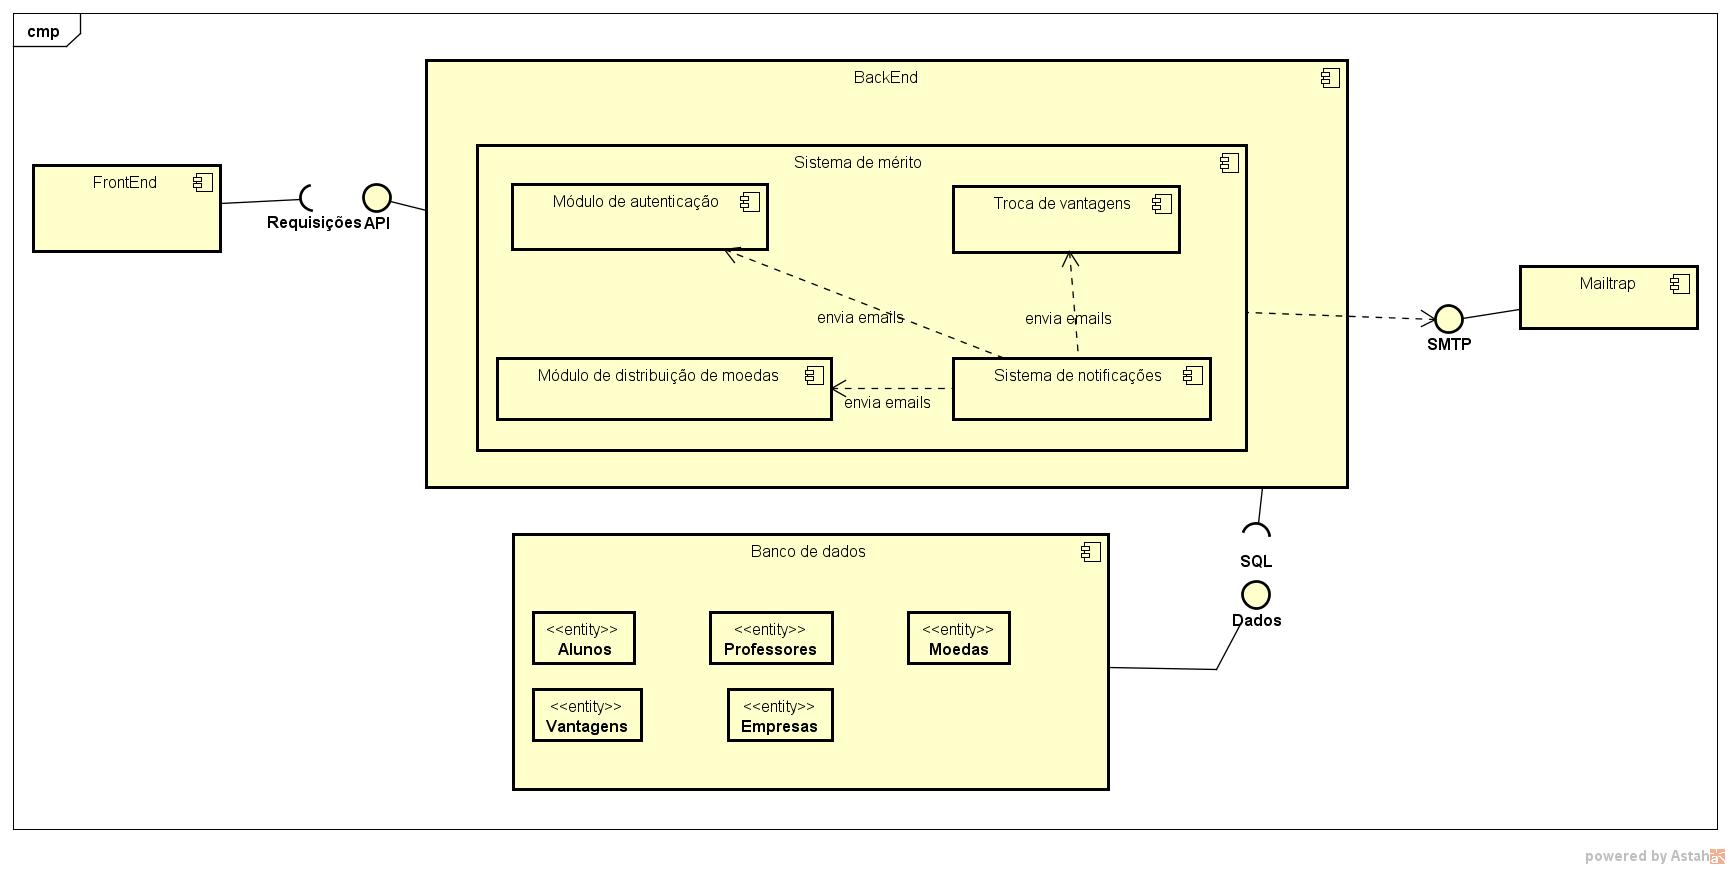 cmp
BackEnd
FrontEnd
Requisições
API
Sistema de mérito
Módulo de autenticação
Troca de vantagens
envia emails
envia emails
Módulo de distribuição de moedas
envia emails
Sistema de notificações
Mailtrap
SMTP
SQL
Dados
Banco de dados
<<entity>>
Alunos
<<entity>>
Professores
<<entity>>
Moedas
<<entity>>
Vantagens
<<entity>>
Empresas
powered by Astah